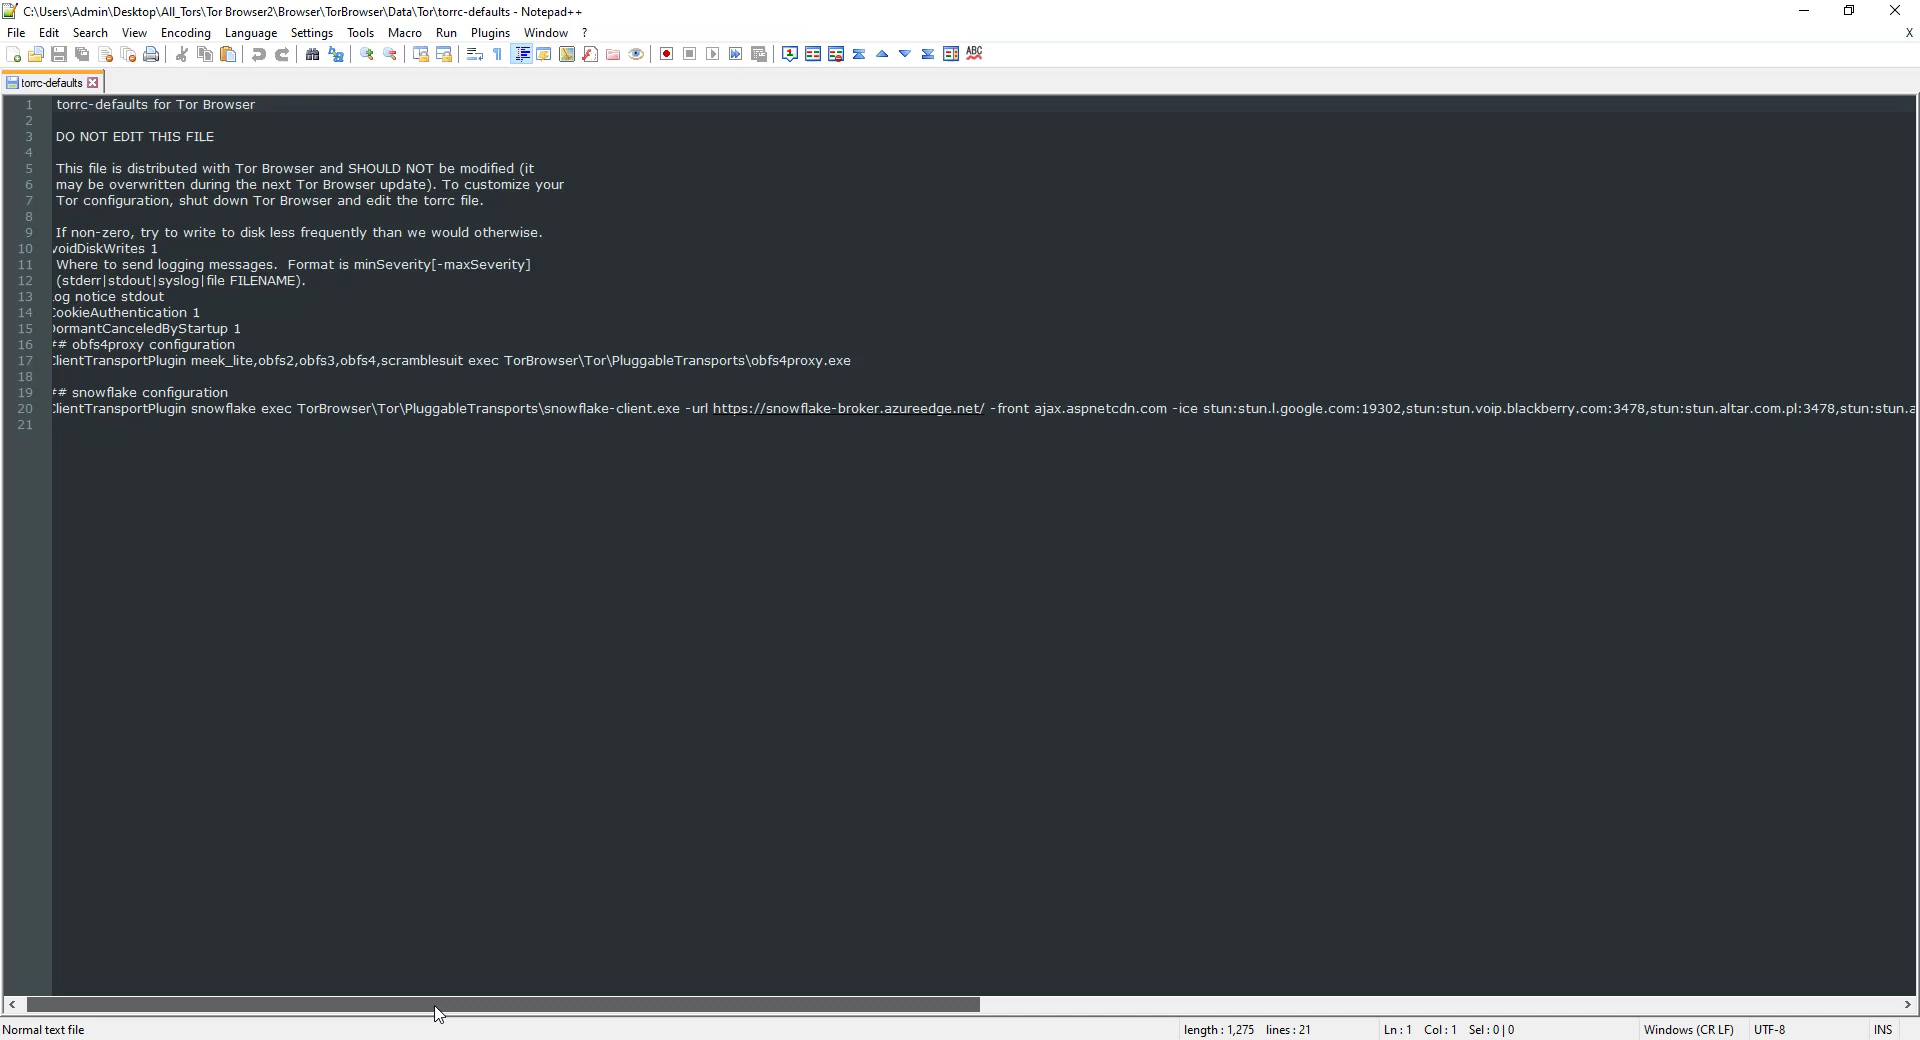 C:\Users\Admin\Desktop\All_Tors\Tor Browser2\Browser\TorBrowser\Data\Tor\torrc-defaults - Notepad++
File Edit Search View Encoding Language Settings Tools Macro Run Plugins Window ?
X
torrc-defaults
1 torrc-defaults for Tor Browser
2
3 DO NOT EDIT THIS FILE
4
5 This file is distributed with Tor Browser and SHOULD NOT be modified (it
6 may be overwritten during the next Tor Browser update). To customize your
7 Tor configuration, shut down Tor Browser and edit the torrc file.
8
9 If non-zero, try to write to disk less frequently than we would otherwise.
10 voidDiskWrites 1
11 Where to send logging messages.  Format is minSeverity[-maxSeverity]
12 (stderr|stdout|syslog|file FILENAME).
13 og notice stdout
14 CookieAuthentication 1
15 DormantCanceledByStartup 1
16 ## obfs4proxy configuration
17 ClientTransportPlugin meek_lite,obfs2,obfs3,obfs4,scramblesuit exec TorBrowser\Tor\PluggableTransports\obfs4proxy.exe
18
19 ## snowflake configuration
20 ClientTransportPlugin snowflake exec TorBrowser\Tor\PluggableTransports\snowflake-client.exe -url https://snowflake-broker.azureedge.net/ -front ajax.aspnetcdn.com -ice stun:stun.l.google.com:19302,stun:stun.voip.blackberry.com:3478,stun:stun.altar.com.pl:3478,stun:stun.a
21
Normal text file length : 1,275 lines : 21 Ln : 1 Col : 1 Sel : 0 | 0 Windows (CR LF) UTF-8 INS